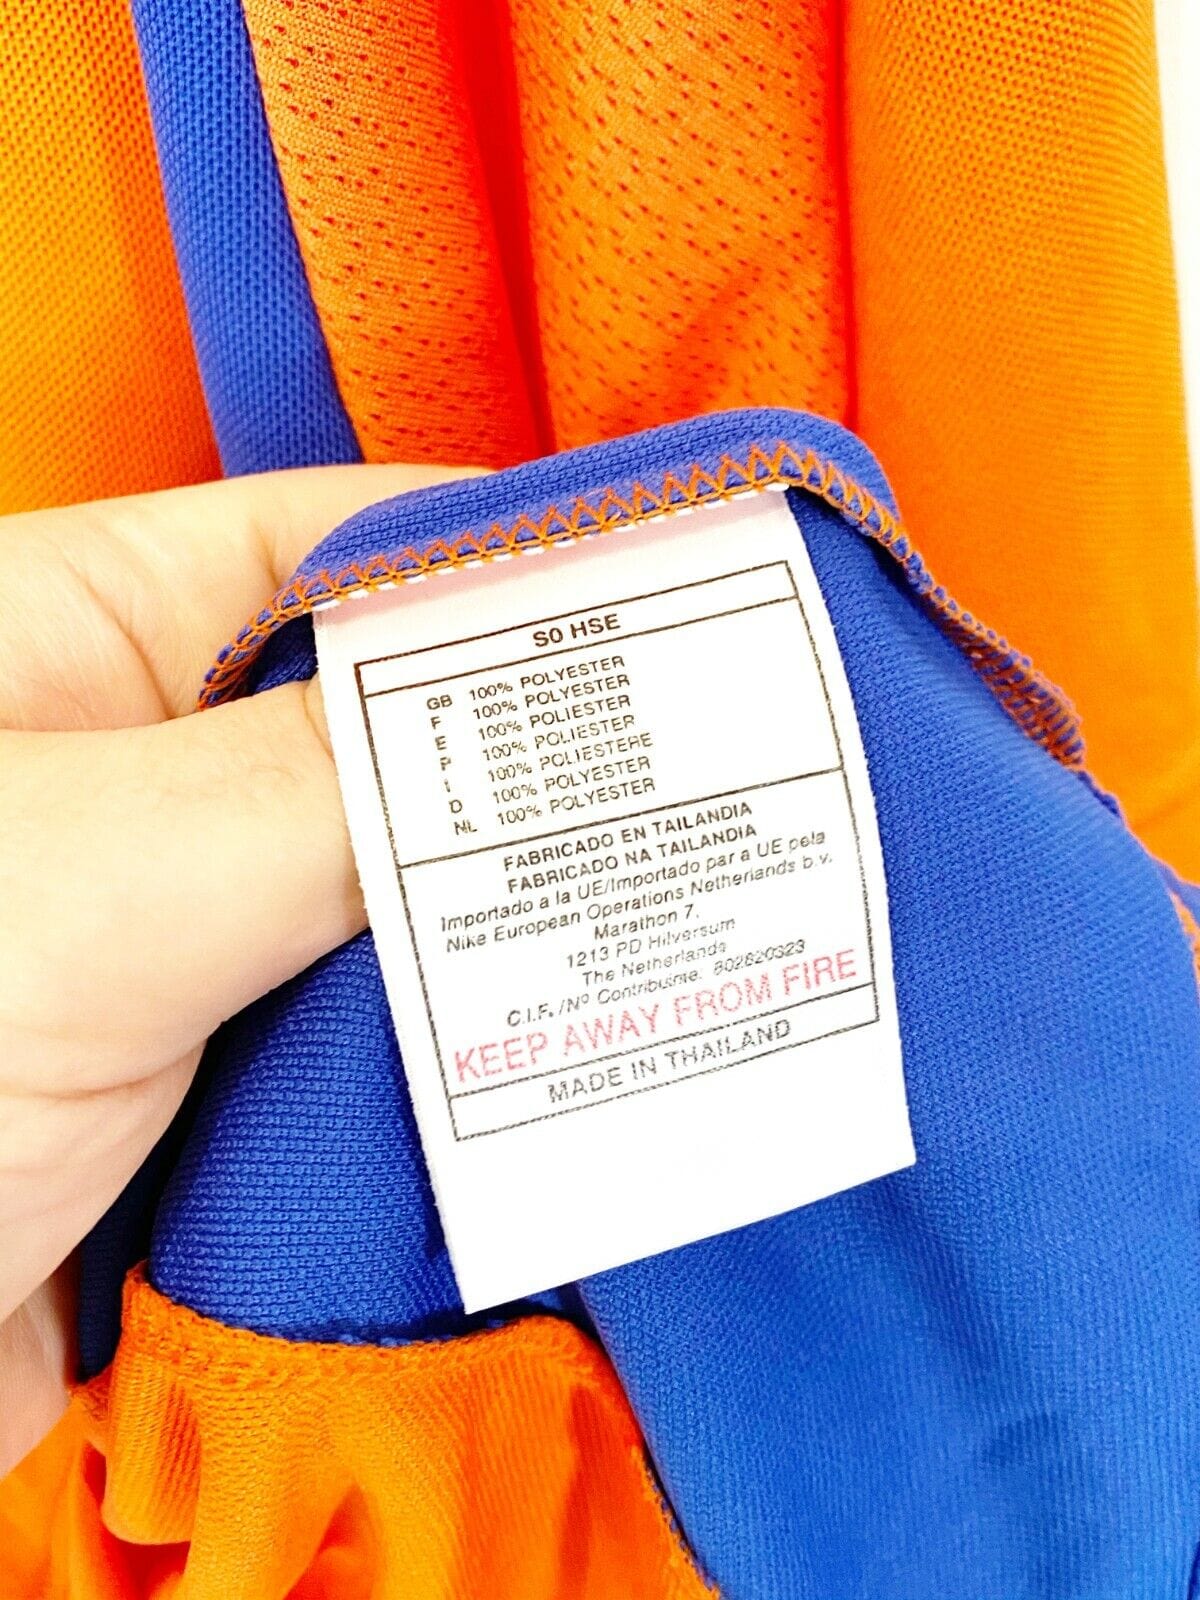 S0 HSE
GB 100% POLYESTER
F 100% POLYESTER
E 100% POLIESTER
P 100% POLIESTER
I 100% POLIESTERE
D 100% POLYESTER
NL 100% POLYESTER
FABRICADO EN TAILANDIA
FABRICADO NA TAILANDIA
Importado a la UE/Importado par a UE pela
Nike European Operations Netherlands b.v.
Marathon 7,
1213 PD Hilversum
The Netherlands
C.I.F./Nº Contribuinte: 802820323
KEEP AWAY FROM FIRE
MADE IN THAILAND